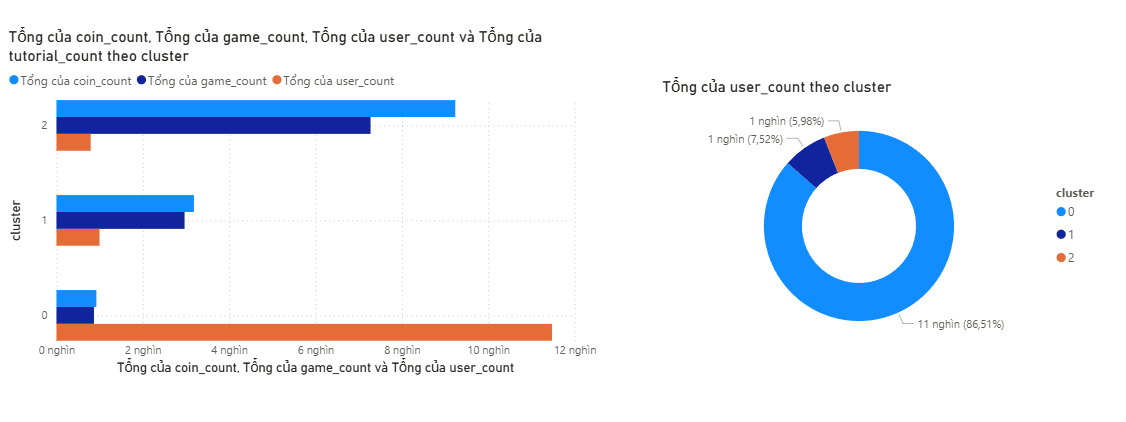 Tổng của coin_count, Tổng của game_count, Tổng của user_count và Tổng của
tutorial_count theo cluster
Tổng của coin_count Tổng của game_count Tổng của user_count
cluster
2
1
0
0 nghìn 2 nghìn 4 nghìn 6 nghìn 8 nghìn 10 nghìn 12 nghìn
Tổng của coin_count, Tổng của game_count và Tổng của user_count
Tổng của user_count theo cluster
1 nghìn (5,98%)
1 nghìn (7,52%)
11 nghìn (86,51%)
cluster
0
1
2